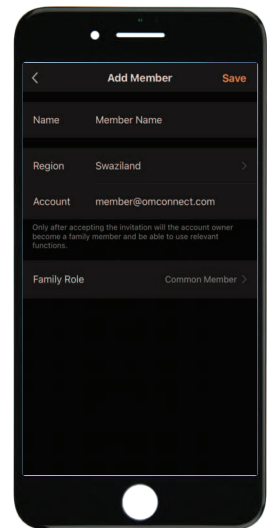 Add Member Save
Name Member Name
Region Swaziland
Account member@omconnect.com
Only after accepting the invitation will the account owner
become a family member and be able to use relevant
functions.
Family Role Common Member